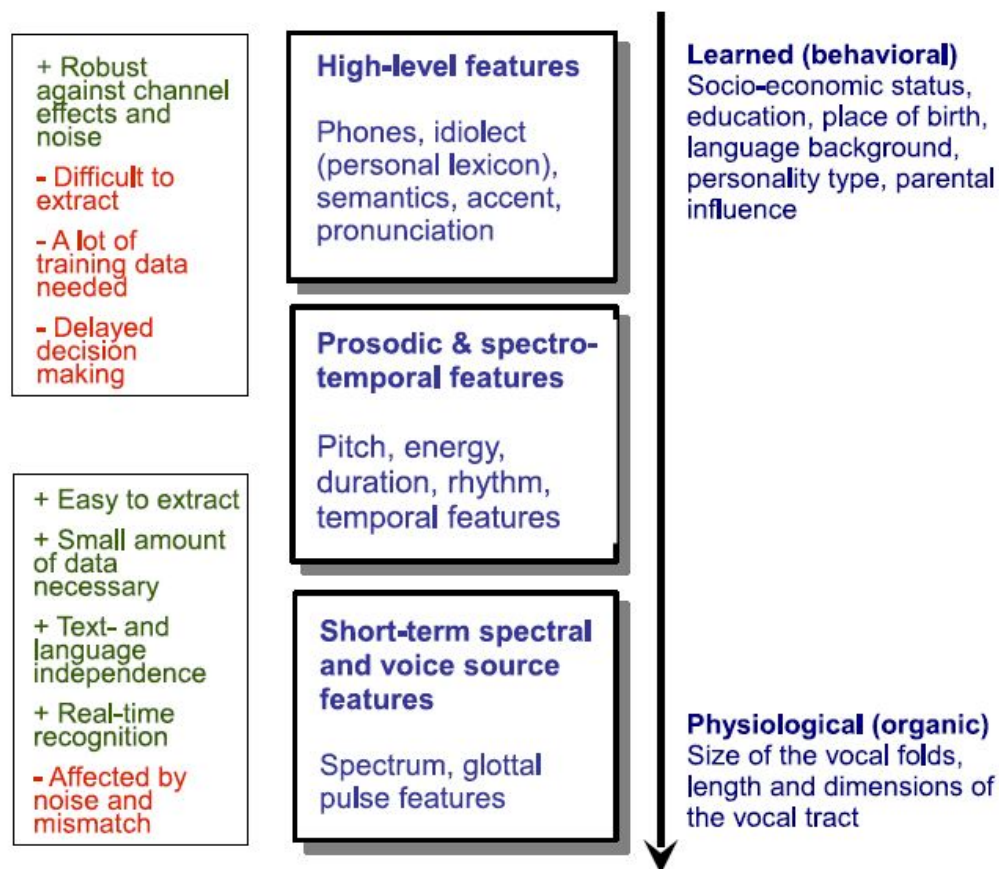 + Robust
against channel
effects and
noise
- Difficult to
extract
- A lot of
training data
needed
- Delayed
decision
making
+ Easy to extract
+ Small amount
of data
necessary
+ Text- and
language
independence
+ Real-time
recognition
- Affected by
noise and
mismatch
High-level features
Phones, idiolect
(personal lexicon),
semantics, accent,
pronunciation
Prosodic & spectro-
temporal features
Pitch, energy,
duration, rhythm,
temporal features
Short-term spectral
and voice source
features
Spectrum, glottal
pulse features
Learned (behavioral)
Socio-economic status,
education, place of birth,
language background,
personality type, parental
influence
Physiological (organic)
Size of the vocal folds,
length and dimensions of
the vocal tract